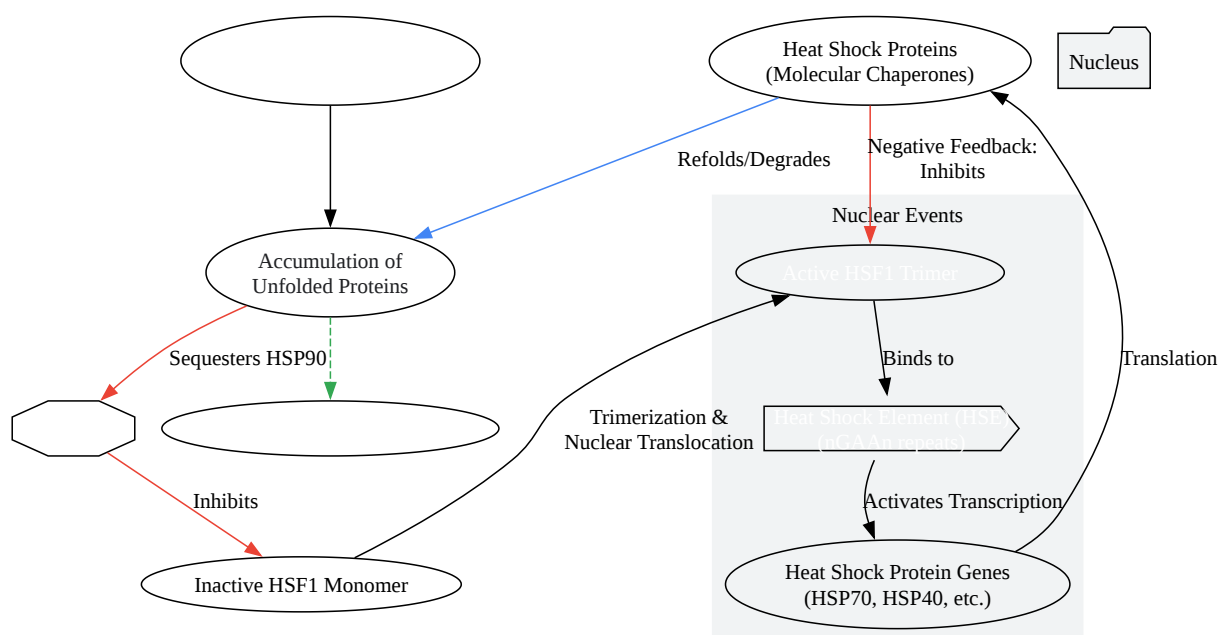 Heat Shock Proteins
(Molecular Chaperones)
Nucleus
Refolds/Degrades
Negative Feedback:
Inhibits
Nuclear Events
Accumulation of
Unfolded Proteins
Active HSF1 Trimer
Sequesters HSP90
Binds to
Translation
Trimerization &
Nuclear Translocation
Heat Shock Element (HSE)
(nGAAn repeats)
Inhibits
Activates Transcription
Inactive HSF1 Monomer
Heat Shock Protein Genes
(HSP70, HSP40, etc.)